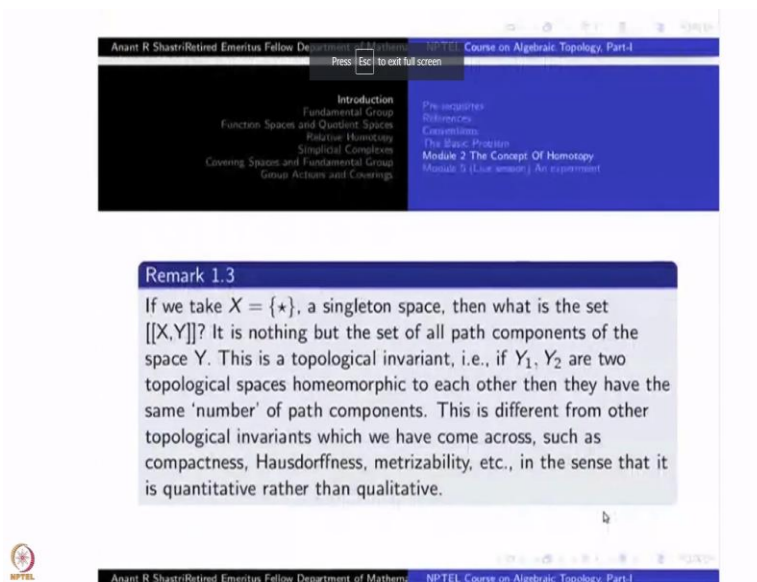 Anant R ShastriRetired Emeritus Fellow Department of Mathema NPTEL Course on Algebraic Topology, Part-I
Press Esc to exit full screen
Introduction
Fundamental Group
Function Spaces and Quotient Spaces
Relative Homotopy
Simplicial Complexes
Covering Spaces and Fundamental Group
Group Actions and Coverings
Pre-requisites
References
Conventions
The Basic Problem
Module 2 The Concept Of Homotopy
Module 5 (Live session) An experiment
Remark 1.3
If we take X = {⋆}, a singleton space, then what is the set
[[X,Y]]? It is nothing but the set of all path components of the
space Y. This is a topological invariant, i.e., if Y₁, Y₂ are two
topological spaces homeomorphic to each other then they have the
same ‘number’ of path components. This is different from other
topological invariants which we have come across, such as
compactness, Hausdorffness, metrizability, etc., in the sense that it
is quantitative rather than qualitative.
NPTEL
Anant R ShastriRetired Emeritus Fellow Department of Mathema NPTEL Course on Algebraic Topology, Part-I